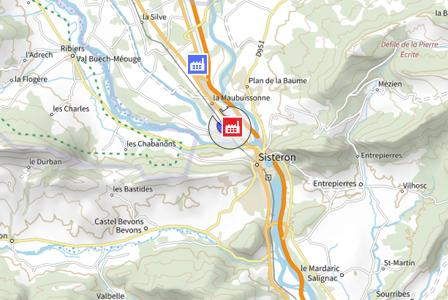 la Silve
la B
D951
Ribiers
l'Adrech
Val Buëch-Méouge
Défilé de la Pierre
Écrite
la Flogère
Plan de la Baume
Mézien
la Maubuissonne
les Charles
les Chabanons
Sisteron
Entrepierres
le Durban
Entrepierres
Vilhosc
les Bastides
Castel Bevons
Bevons
on
le Mardaric
St-Martin
Salignac
Sourribes
Valbelle